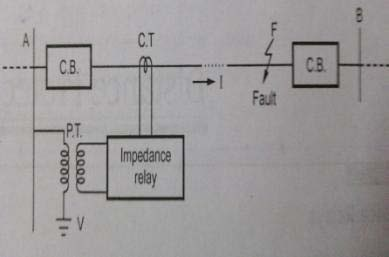 A
B
C.T
F
C.B.
C.B.
I
Fault
P.T.
Impedance
relay
V